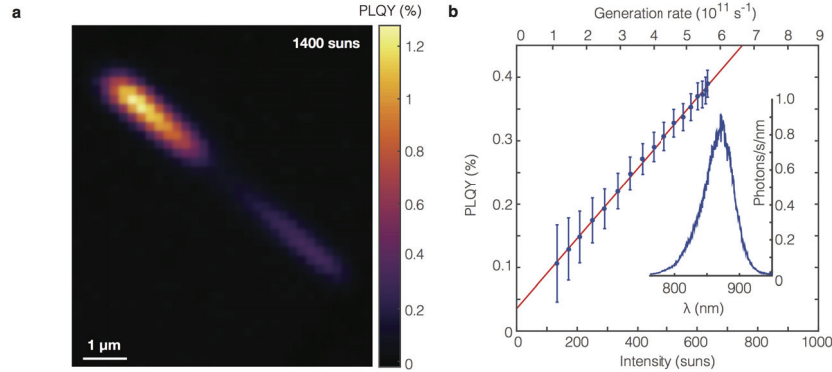 a
PLQY (%)
1400 suns
1.2
1
0.8
0.6
0.4
0.2
0
1 µm
b
Generation rate (10¹¹ s⁻¹)
0 1 2 3 4 5 6 7 8 9
0.4
0.3
0.2
0.1
0
PLQY (%)
0 200 400 600 800 1000
Intensity (suns)
1.0
0.8
0.6
0.4
0.2
0
Photons/s/nm
800 900
λ (nm)